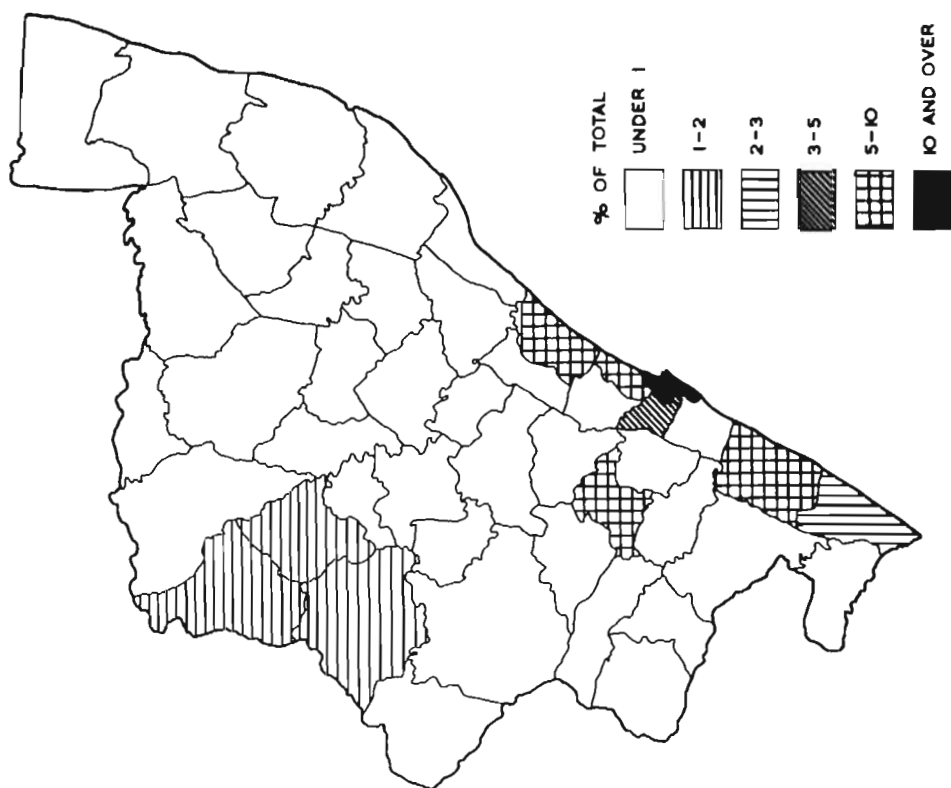 % OF TOTAL
UNDER 1
1-2
2-3
3-5
5-10
10 AND OVER